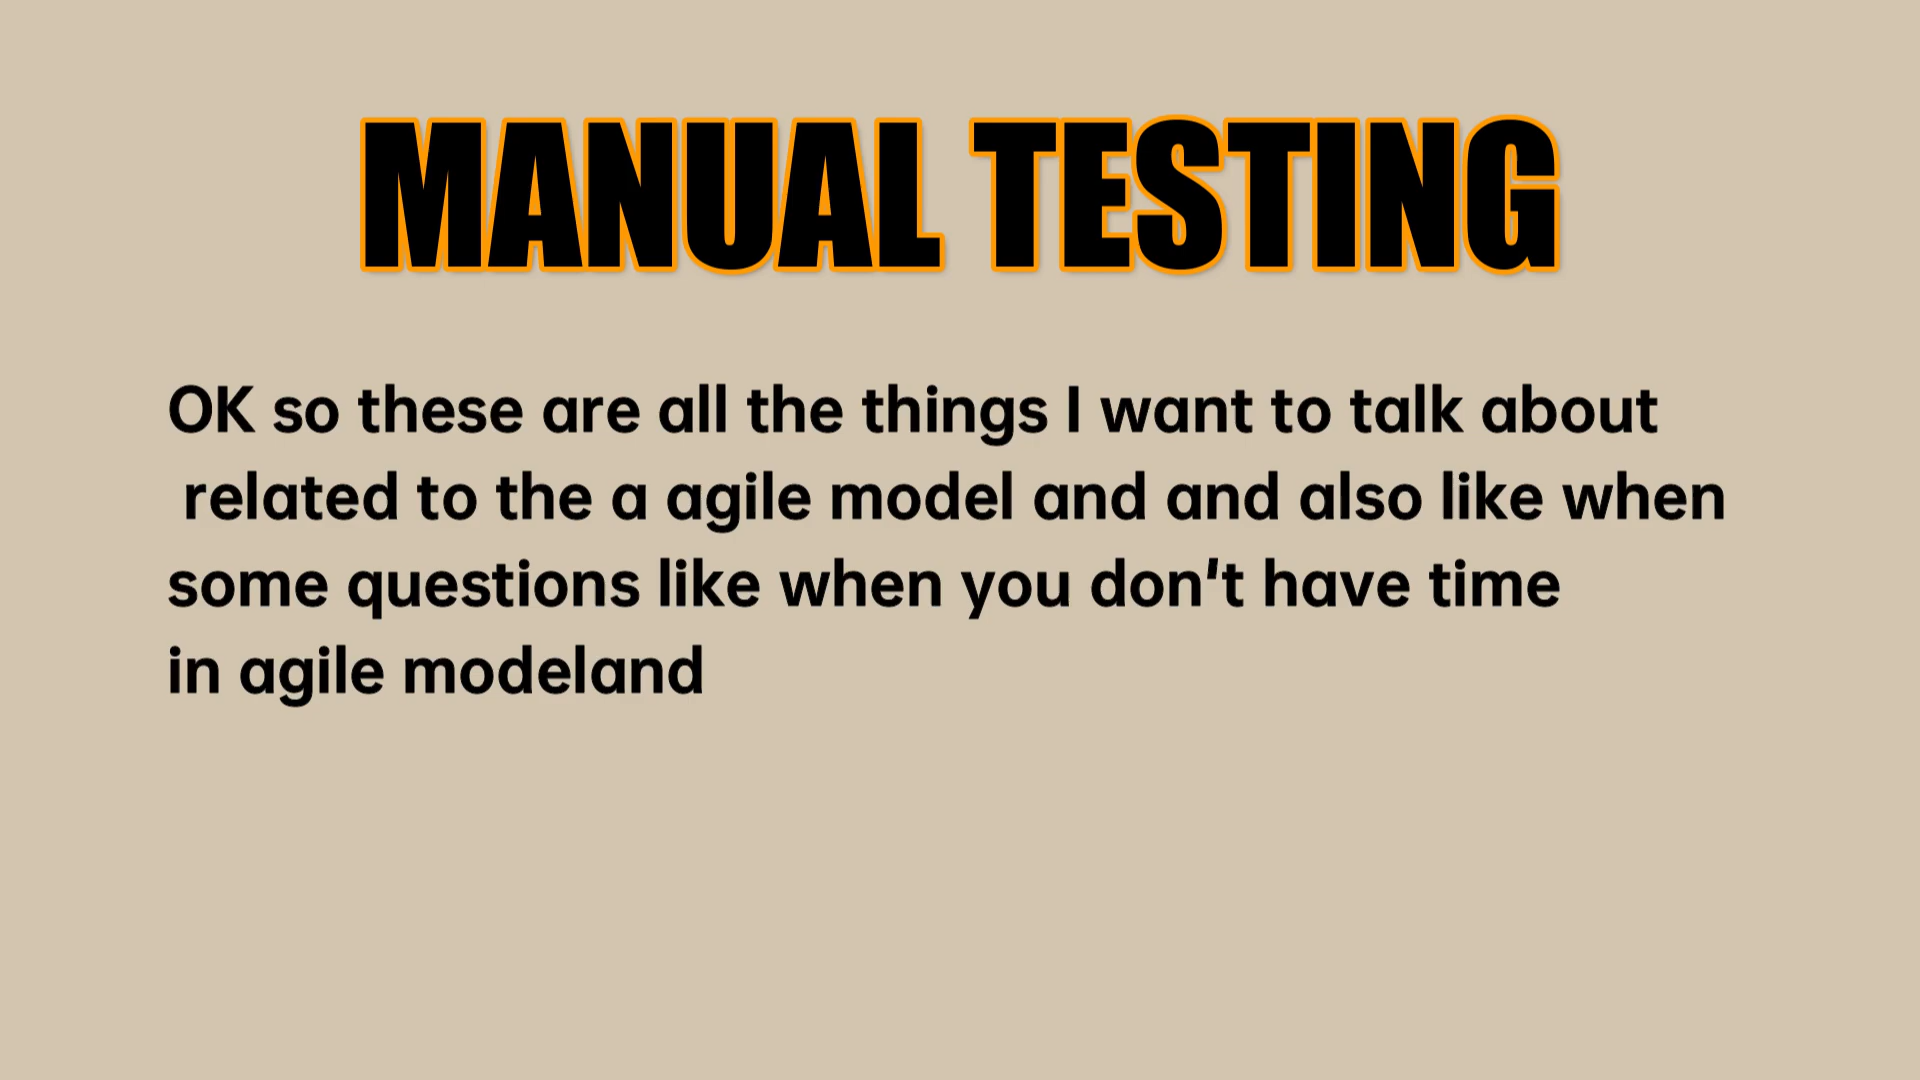 MANUAL TESTING
OK so these are all the things I want to talk about
related to the a agile model and and also like when
some questions like when you don't have time
in agile modeland